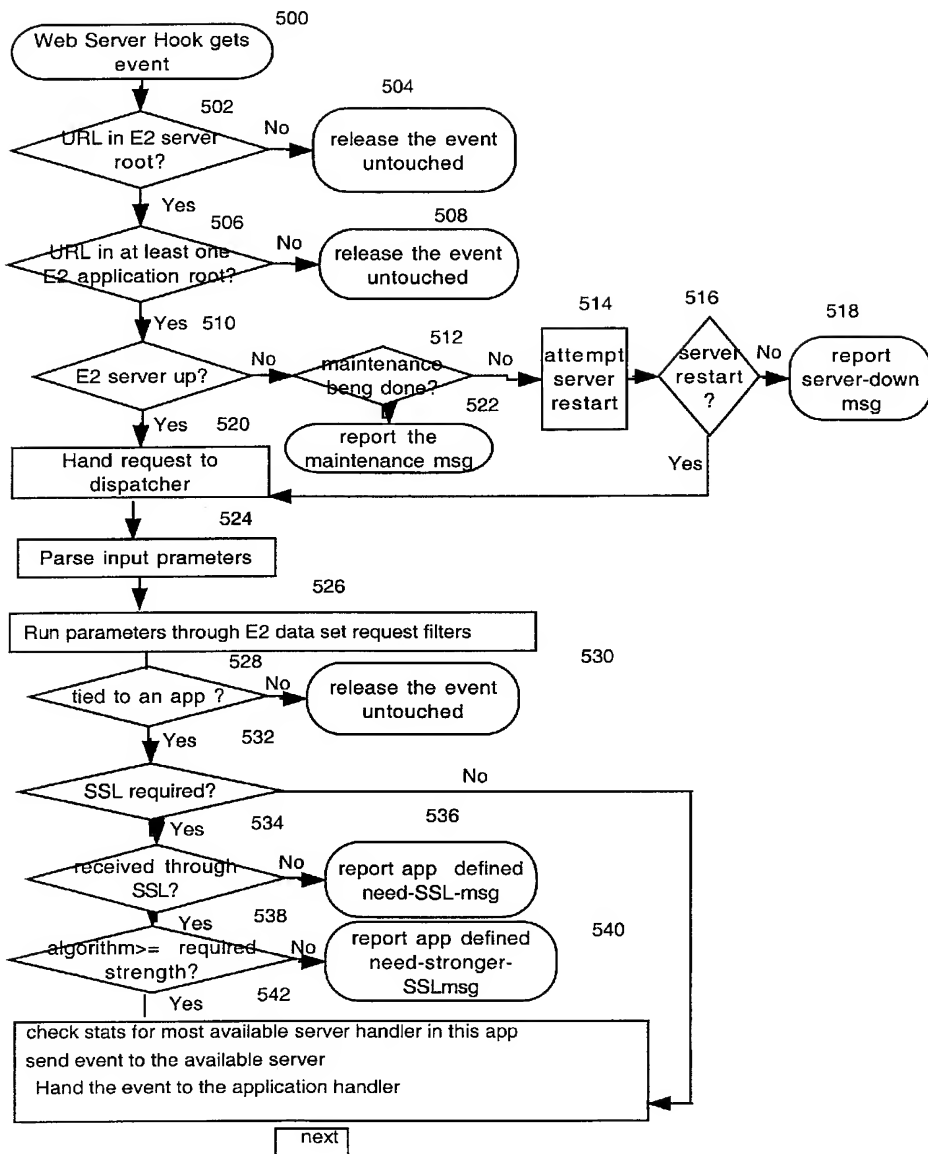 500
Web Server Hook gets
event
502
504
URL in E2 server
root?
No
release the event
untouched
Yes
506
508
URL in at least one
E2 application root?
No
release the event
untouched
Yes
510
512
514
516
518
E2 server up?
No
maintenance
beng done?
No
attempt
server
restart
server
restart
?
No
report
server-down
msg
Yes
520
522
report the
maintenance msg
Yes
Hand request to
dispatcher
524
Parse input prameters
526
Run parameters through E2 data set request filters
528
530
tied to an app ?
No
release the event
untouched
Yes
532
SSL required?
No
Yes
534
536
received through
SSL?
No
report app defined
need-SSL-msg
Yes
538
540
algorithm>= required
strength?
No
report app defined
need-stronger-
SSLmsg
Yes
542
check stats for most available server handler in this app
send event to the available server
Hand the event to the application handler
next